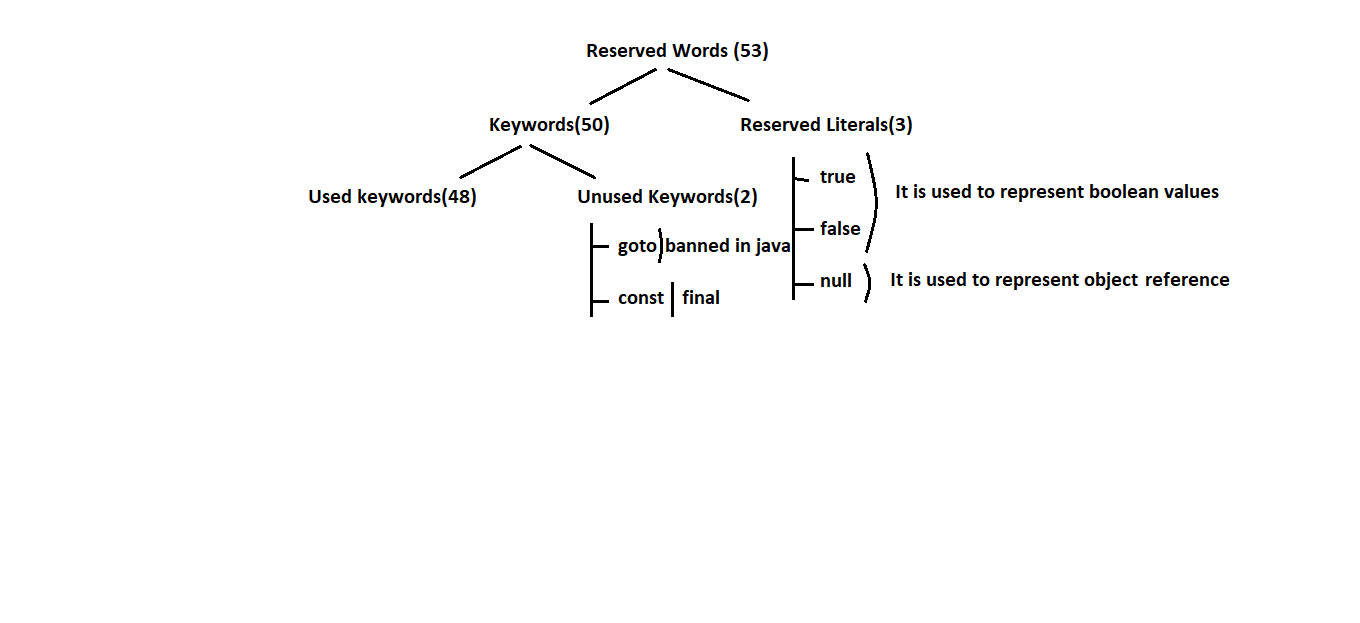 Reserved Words (53)
Keywords(50)
Reserved Literals(3)
Used keywords(48)
Unused Keywords(2)
goto)banned in java
const | final
true
false
It is used to represent boolean values
null
It is used to represent object reference